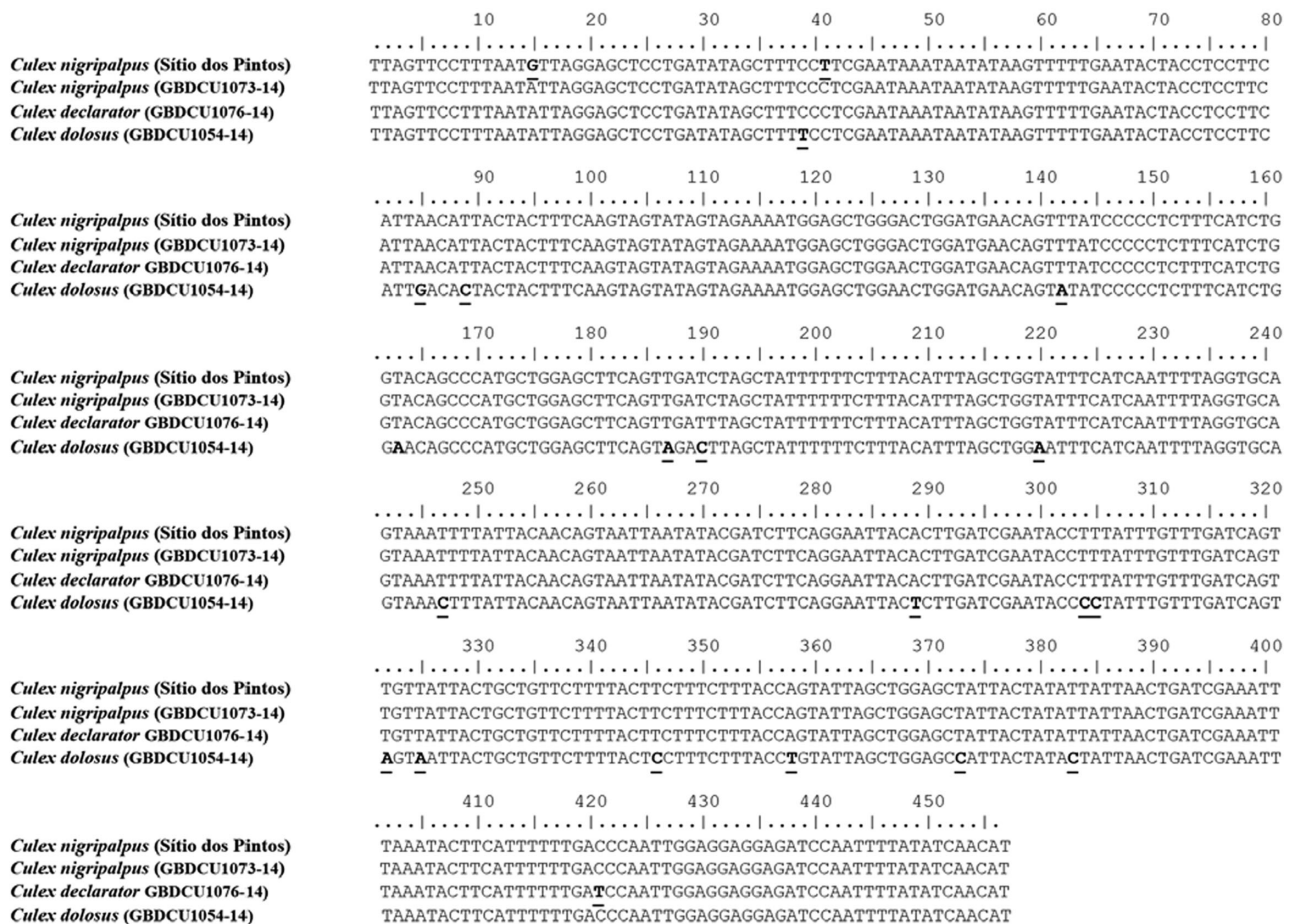 10 20 30 40 50 60 70 80
....|....|....|....|....|....|....|....|....|....|....|....|....|....|....|....|
Culex nigripalpus (Sítio dos Pintos) TTAGTTCCTTTAATGTTAGGAGCTCCTGATATAGCTTTCCTTCGAATAAATAATATAAGTTTTTGAATACTACCTCCTTC
Culex nigripalpus (GBDCU1073-14) TTAGTTCCTTTAATATTAGGAGCTCCTGATATAGCTTTCCCTCGAATAAATAATATAAGTTTTTGAATACTACCTCCTTC
Culex declarator (GBDCU1076-14) TTAGTTCCTTTAATATTAGGAGCTCCTGATATAGCTTTCCCTCGAATAAATAATATAAGTTTTTGAATACTACCTCCTTC
Culex dolosus (GBDCU1054-14) TTAGTTCCTTTAATATTAGGAGCTCCTGATATAGCTTTTCCTCGAATAAATAATATAAGTTTTTGAATACTACCTCCTTC
90 100 110 120 130 140 150 160
....|....|....|....|....|....|....|....|....|....|....|....|....|....|....|....|
Culex nigripalpus (Sítio dos Pintos) ATTAACATTACTACTTTCAAGTAGTATAGTAGAAAATGGAGCTGGGACTGGATGAACAGTTTATCCCCCTCTTTCATCTG
Culex nigripalpus (GBDCU1073-14) ATTAACATTACTACTTTCAAGTAGTATAGTAGAAAATGGAGCTGGGACTGGATGAACAGTTTATCCCCCTCTTTCATCTG
Culex declarator GBDCU1076-14) ATTAACATTACTACTTTCAAGTAGTATAGTAGAAAATGGAGCTGGAACTGGATGAACAGTTTATCCCCCTCTTTCATCTG
Culex dolosus (GBDCU1054-14) ATTGACACTACTACTTTCAAGTAGTATAGTAGAAAATGGAGCTGGAACTGGATGAACAGTATATCCCCCTCTTTCATCTG
170 180 190 200 210 220 230 240
....|....|....|....|....|....|....|....|....|....|....|....|....|....|....|....|
Culex nigripalpus (Sítio dos Pintos) GTACAGCCCATGCTGGAGCTTCAGTTGATCTAGCTATTTTTTCTTTACATTTAGCTGGTATTTCATCAATTTTAGGTGCA
Culex nigripalpus (GBDCU1073-14) GTACAGCCCATGCTGGAGCTTCAGTTGATCTAGCTATTTTTTCTTTACATTTAGCTGGTATTTCATCAATTTTAGGTGCA
Culex declarator GBDCU1076-14) GTACAGCCCATGCTGGAGCTTCAGTTGATTTAGCTATTTTTTCTTTACATTTAGCTGGTATTTCATCAATTTTAGGTGCA
Culex dolosus (GBDCU1054-14) GAACAGCCCATGCTGGAGCTTCAGTAGACTTAGCTATTTTTTCTTTACATTTAGCTGGAATTTCATCAATTTTAGGTGCA
250 260 270 280 290 300 310 320
....|....|....|....|....|....|....|....|....|....|....|....|....|....|....|....|
Culex nigripalpus (Sítio dos Pintos) GTAAATTTTATTACAACAGTAATTAATATACGATCTTCAGGAATTACACTTGATCGAATACCTTTATTTGTTTGATCAGT
Culex nigripalpus (GBDCU1073-14) GTAAATTTTATTACAACAGTAATTAATATACGATCTTCAGGAATTACACTTGATCGAATACCTTTATTTGTTTGATCAGT
Culex declarator GBDCU1076-14) GTAAATTTTATTACAACAGTAATTAATATACGATCTTCAGGAATTACACTTGATCGAATACCTTTATTTGTTTGATCAGT
Culex dolosus (GBDCU1054-14) GTAAACTTTATTACAACAGTAATTAATATACGATCTTCAGGAATTACTCTTGATCGAATACCCCTATTTGTTTGATCAGT
330 340 350 360 370 380 390 400
....|....|....|....|....|....|....|....|....|....|....|....|....|....|....|....|
Culex nigripalpus (Sítio dos Pintos) TGTTATTACTGCTGTTCTTTTACTTCTTTCTTTACCAGTATTAGCTGGAGCTATTACTATATTATTAACTGATCGAAATT
Culex nigripalpus (GBDCU1073-14) TGTTATTACTGCTGTTCTTTTACTTCTTTCTTTACCAGTATTAGCTGGAGCTATTACTATATTATTAACTGATCGAAATT
Culex declarator GBDCU1076-14) TGTTATTACTGCTGTTCTTTTACTTCTTTCTTTACCAGTATTAGCTGGAGCTATTACTATATTATTAACTGATCGAAATT
Culex dolosus (GBDCU1054-14) AGTAATTACTGCTGTTCTTTTACTCCTTTCTTTACCTGTATTAGCTGGAGCCATTACTATACTATTAACTGATCGAAATT
410 420 430 440 450
....|....|....|....|....|....|....|....|....|....|....|.
Culex nigripalpus (Sítio dos Pintos) TAAATACTTCATTTTTTGACCCAATTGGAGGAGGAGATCCAATTTTATATCAACAT
Culex nigripalpus (GBDCU1073-14) TAAATACTTCATTTTTTGACCCAATTGGAGGAGGAGATCCAATTTTATATCAACAT
Culex declarator GBDCU1076-14) TAAATACTTCATTTTTTGATCCAATTGGAGGAGGAGATCCAATTTTATATCAACAT
Culex dolosus (GBDCU1054-14) TAAATACTTCATTTTTTGACCCAATTGGAGGAGGAGATCCAATTTTATATCAACAT